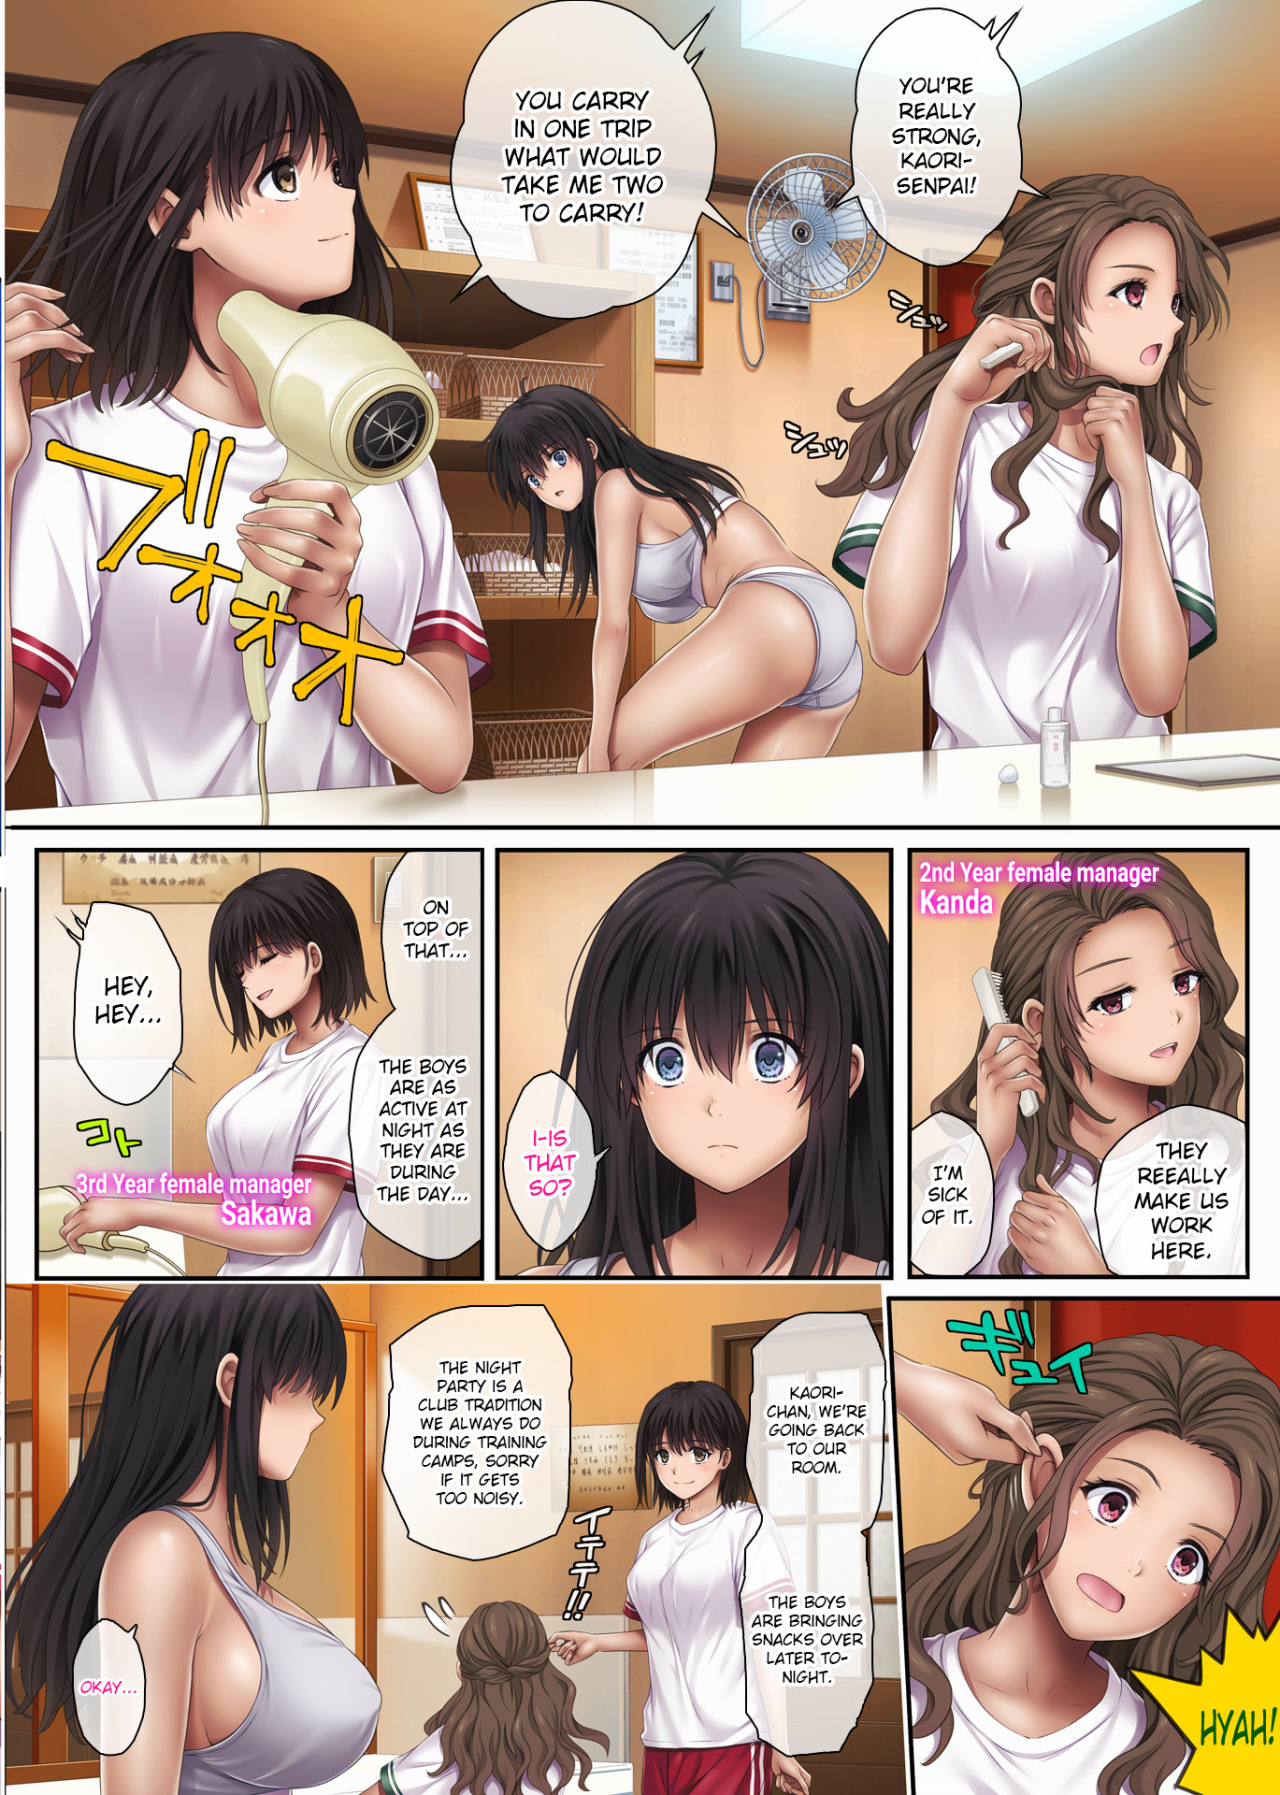 YOU'RE
REALLY
STRONG,
KAORI-
SENPAI!
YOU CARRY
IN ONE TRIP
WHAT WOULD
TAKE ME TWO
TO CARRY!
シュッ
シュッ
ブォォォォ
2nd Year female manager
Kanda
THEY
REEALLY
MAKE US
WORK
HERE.
I'M
SICK
OF IT.
I-IS
THAT
SO?
ON
TOP OF
THAT...
THE BOYS
ARE AS
ACTIVE AT
NIGHT AS
THEY ARE
DURING
THE DAY...
HEY,
HEY...
コト
3rd Year female manager
Sakawa
ギュイ
HYAH!
KAORI-
CHAN, WE'RE
GOING BACK
TO OUR
ROOM.
THE BOYS
ARE BRINGING
SNACKS OVER
LATER TO-
NIGHT.
THE NIGHT
PARTY IS A
CLUB TRADITION
WE ALWAYS DO
DURING TRAINING
CAMPS, SORRY
IF IT GETS
TOO NOISY.
イテテ!!
OKAY...